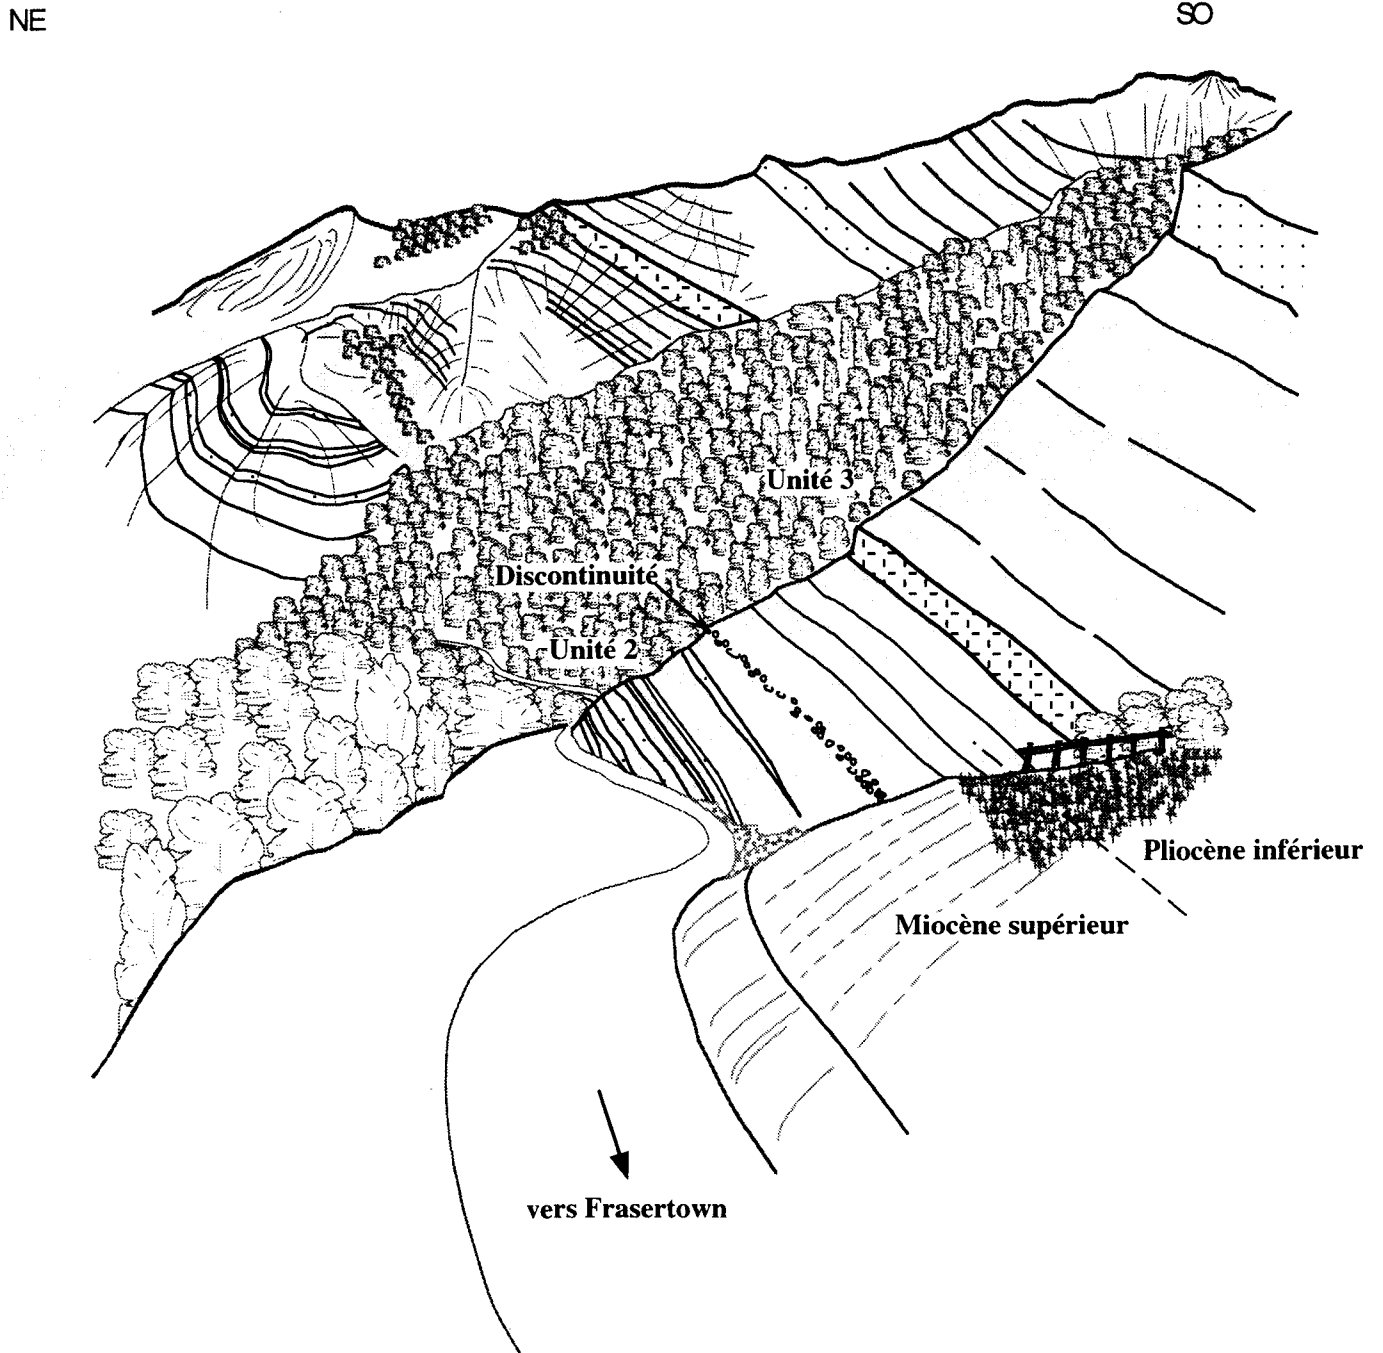 NE
SO
Unité 3
Discontinuité
Unité 2
Pliocène inférieur
Miocène supérieur
vers Frasertown